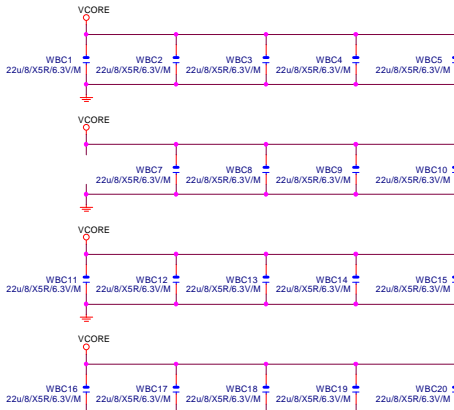 VCORE
WBC1 WBC2 WBC3 WBC4 WBC5
22u/8/X5R/6.3V/M 22u/8/X5R/6.3V/M 22u/8/X5R/6.3V/M 22u/8/X5R/6.3V/M 22u/8/X5R/6.3V/M
VCORE
WBC7 WBC8 WBC9 WBC10
22u/8/X5R/6.3V/M 22u/8/X5R/6.3V/M 22u/8/X5R/6.3V/M 22u/8/X5R/6.3V/M
VCORE
WBC11 WBC12 WBC13 WBC14 WBC15
22u/8/X5R/6.3V/M 22u/8/X5R/6.3V/M 22u/8/X5R/6.3V/M 22u/8/X5R/6.3V/M 22u/8/X5R/6.3V/M
VCORE
WBC16 WBC17 WBC18 WBC19 WBC20
22u/8/X5R/6.3V/M 22u/8/X5R/6.3V/M 22u/8/X5R/6.3V/M 22u/8/X5R/6.3V/M 22u/8/X5R/6.3V/M